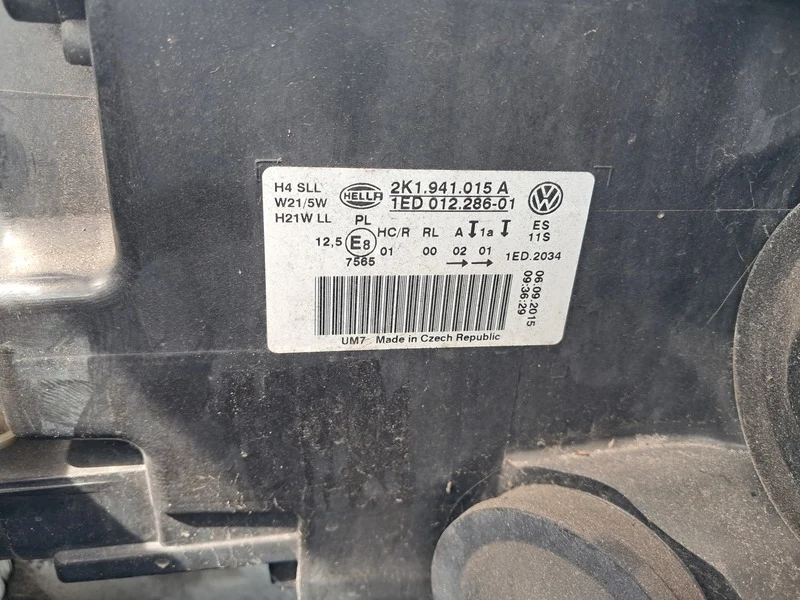 H4 SLL
W21/5W
H21W LL
HELLA
2K1.941.015 A
1ED 012.286-01
PL
12,5 E8 HC/R RL A 1a ES
7565 01 00 02 01 11S
1ED.2034
06.09.2015
09:36:29
UM7 Made in Czech Republic